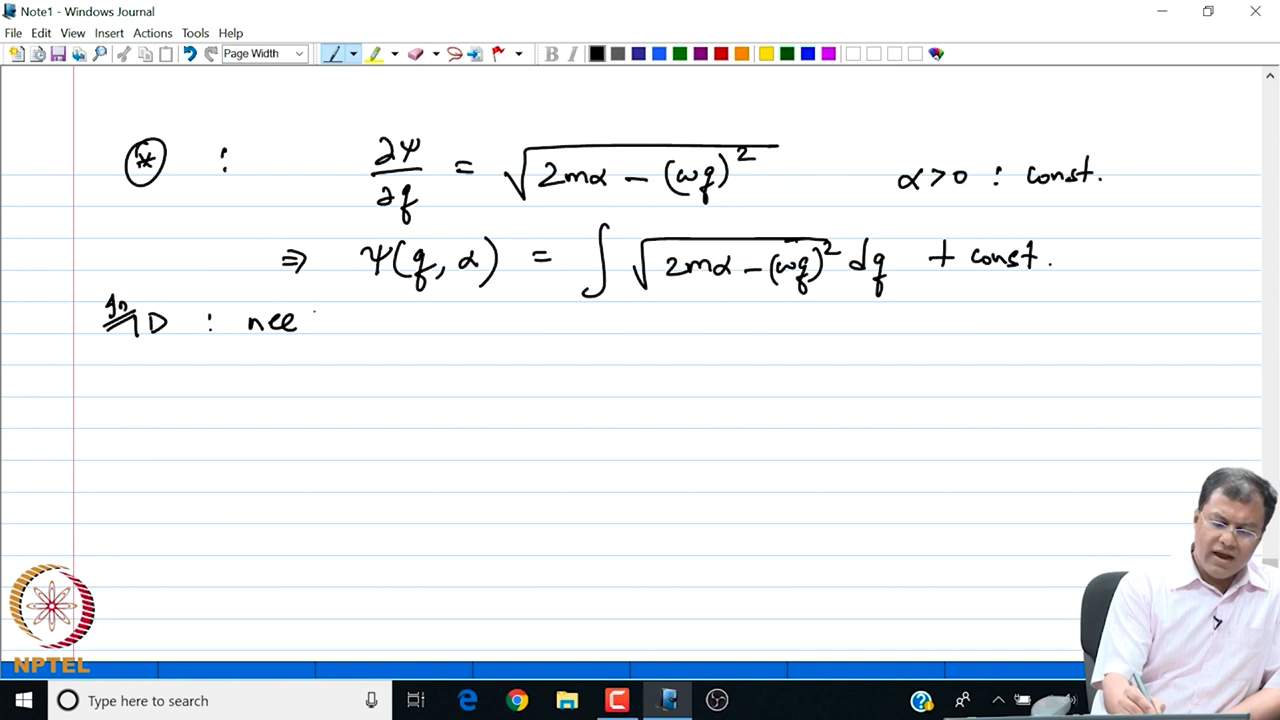 Note1 - Windows Journal
File Edit View Insert Actions Tools Help
Page Width
B I
* : ∂Ψ/∂q = √(2mα − (ωq)²) α > 0 : const.
⇒ Ψ(q, α) = ∫ √(2mα − (ωq)²) dq + const.
In 1D : nee
NPTEL
Type here to search